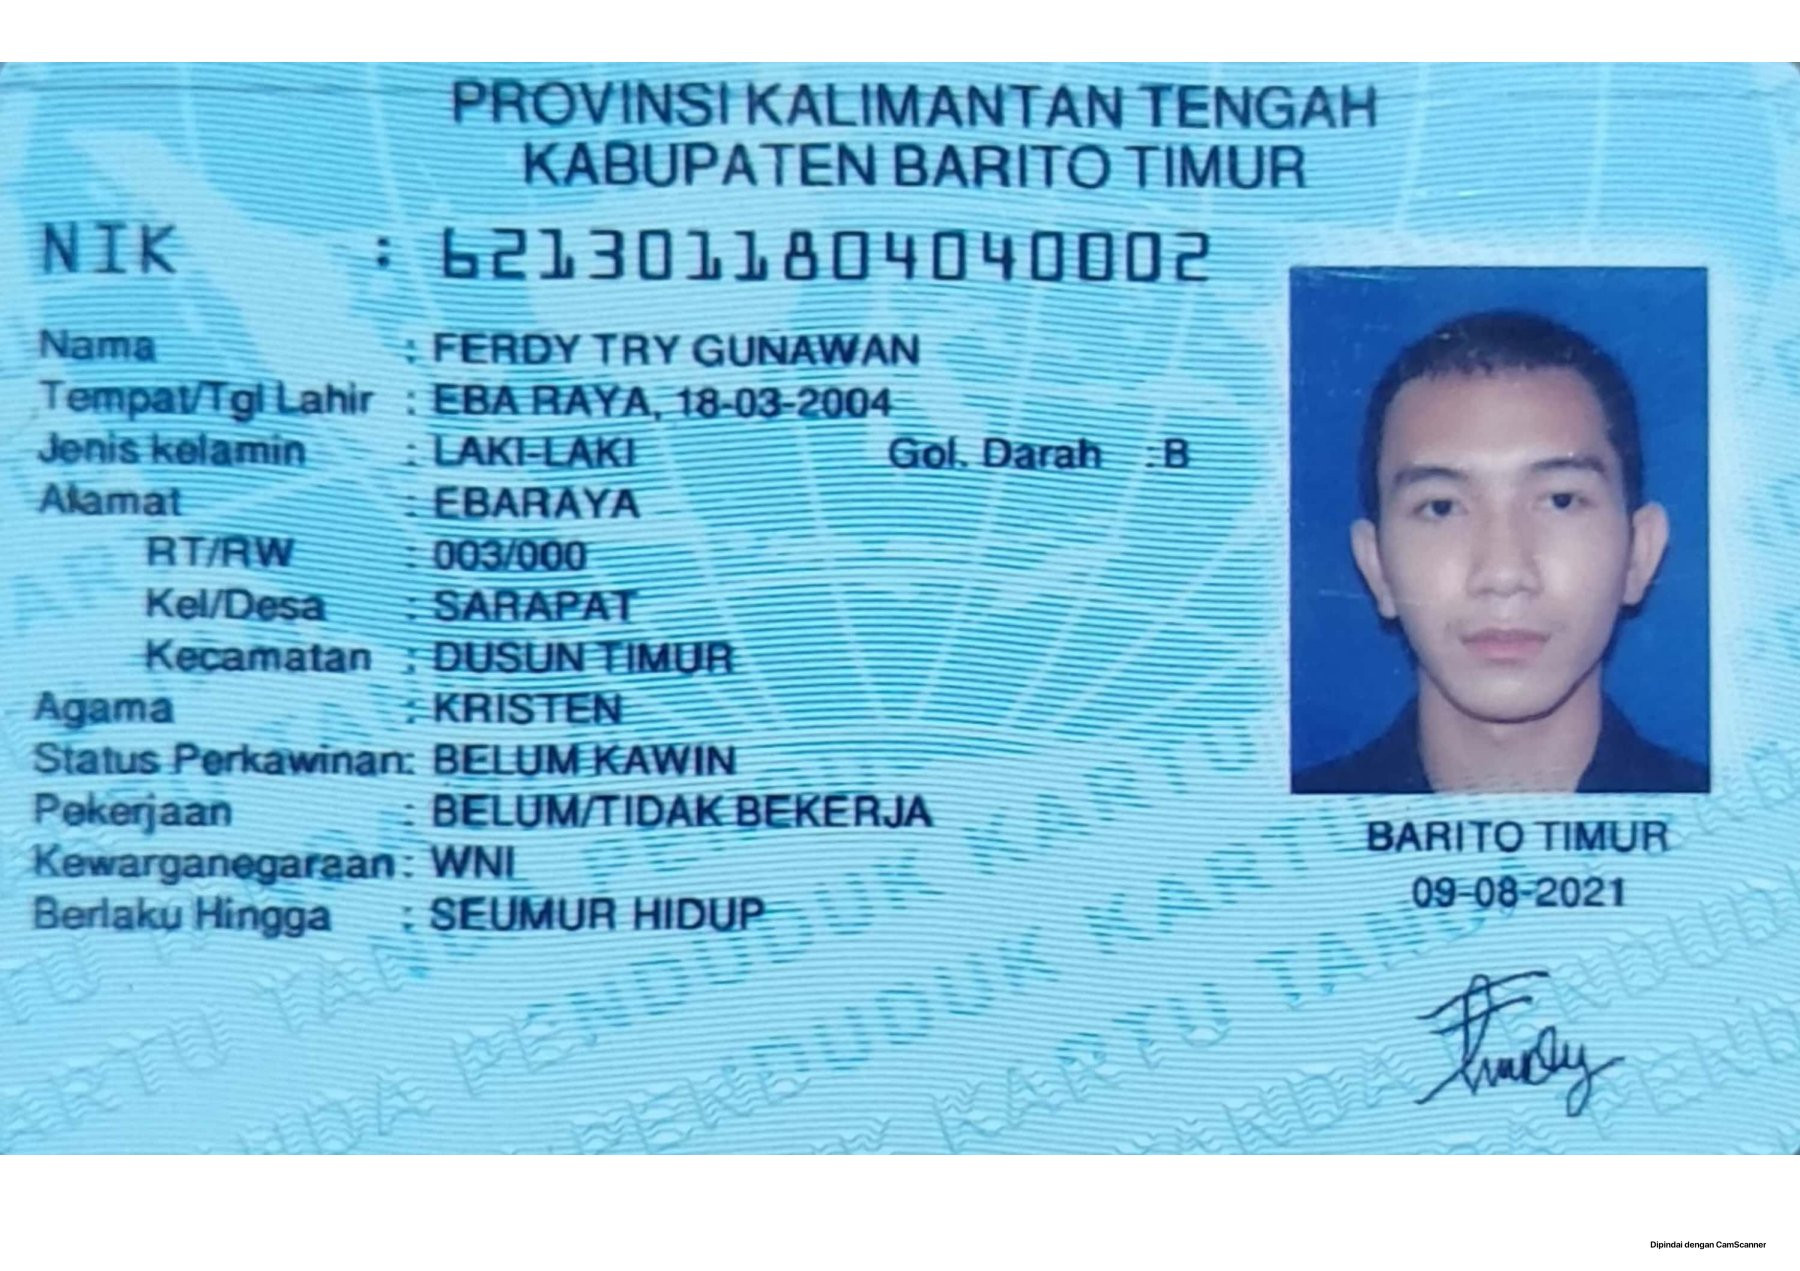 PROVINSI KALIMANTAN TENGAH
KABUPATEN BARITO TIMUR
NIK : 6213011804040002
Nama : FERDY TRY GUNAWAN
Tempat/Tgl Lahir : EBA RAYA, 18-03-2004
Jenis kelamin : LAKI-LAKI Gol. Darah : B
Alamat : EBARAYA
RT/RW : 003/000
Kel/Desa : SARAPAT
Kecamatan : DUSUN TIMUR
Agama : KRISTEN
Status Perkawinan: BELUM KAWIN
Pekerjaan : BELUM/TIDAK BEKERJA
Kewarganegaraan: WNI
Berlaku Hingga : SEUMUR HIDUP
BARITO TIMUR
09-08-2021
Dipindai dengan CamScanner